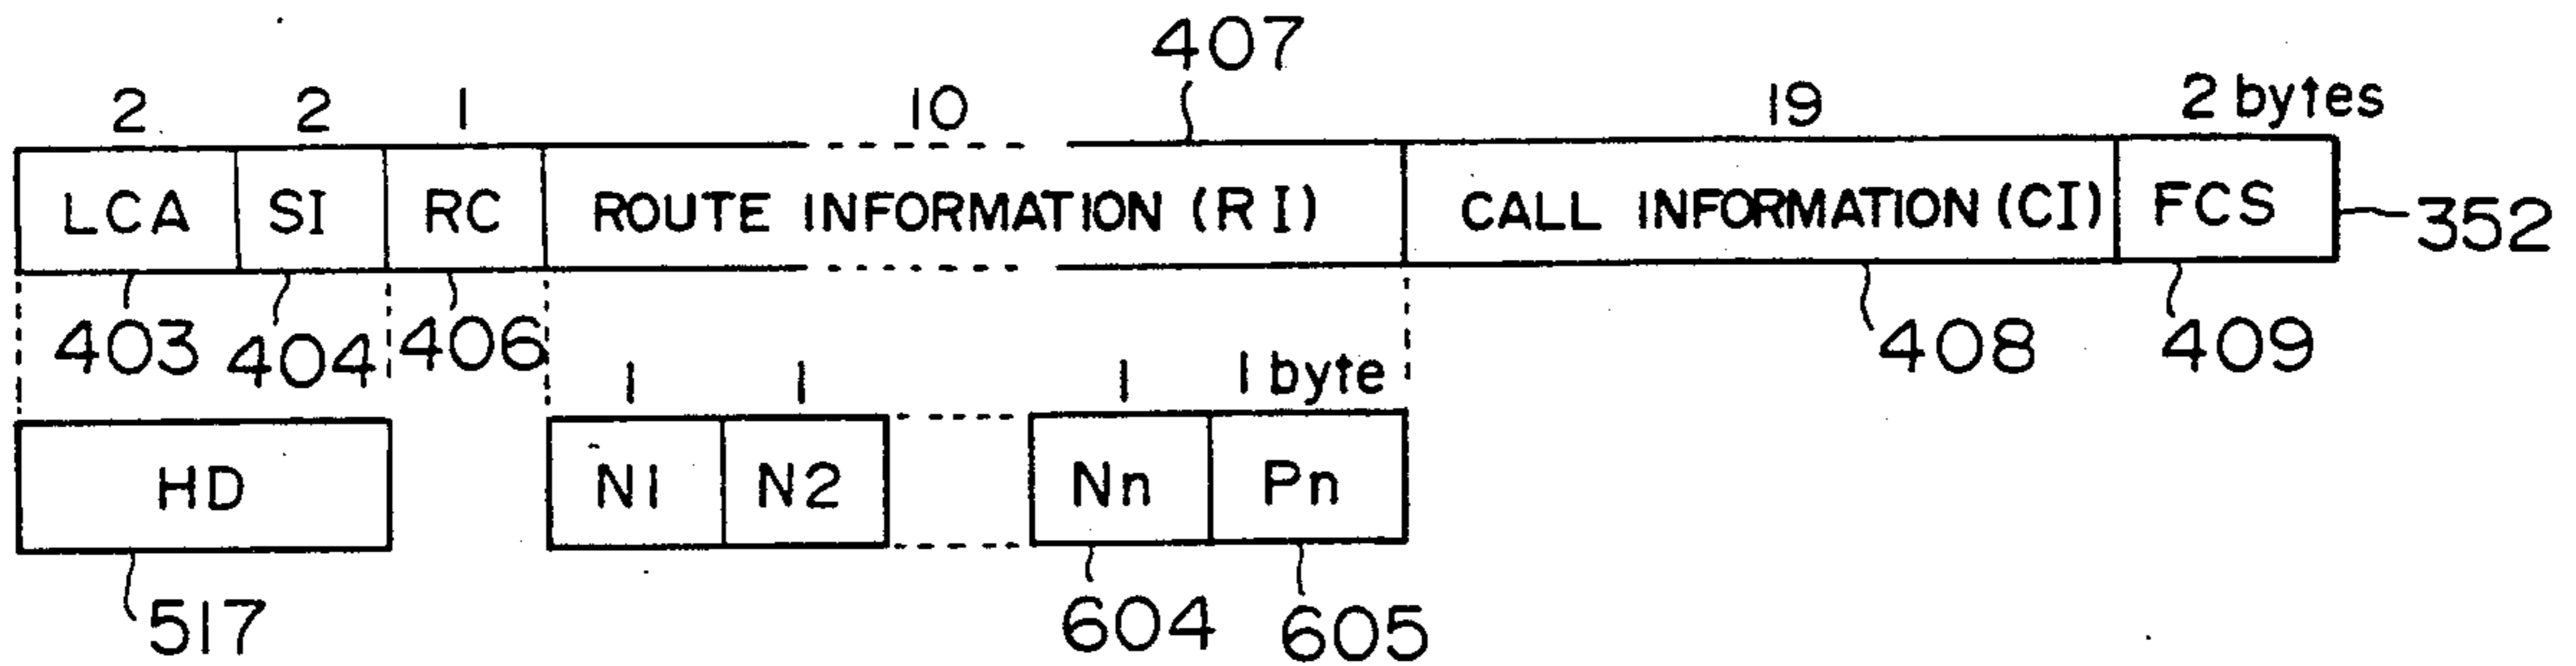 407
2 2 1 10 19 2 bytes
LCA SI RC ROUTE INFORMATION (RI) CALL INFORMATION (CI) FCS
352
403 404 406 408 409
1 1 1 1 byte
HD N1 N2 Nn Pn
517 604 605